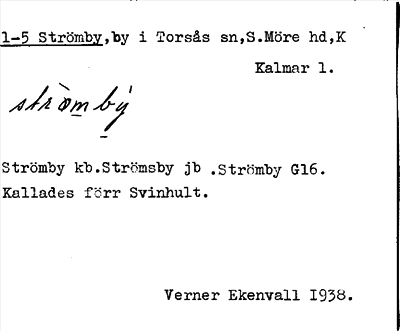 1-5 Strömby, by i Torsås sn, S.Möre hd, K
Kalmar l.
stròmbý
Strömby kb. Strömsby jb. Strömby G16.
Kallades förr Svinhult.
Verner Ekenvall 1938.